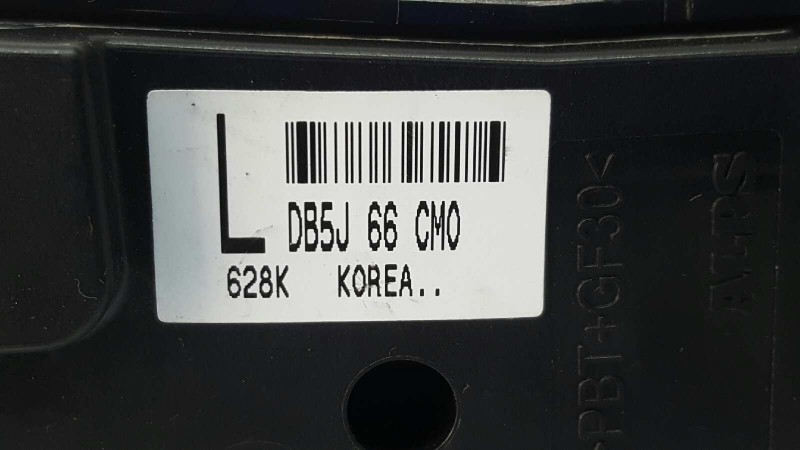 L
DB5J 66 CM0
628K KOREA..
>PBT+GF30<